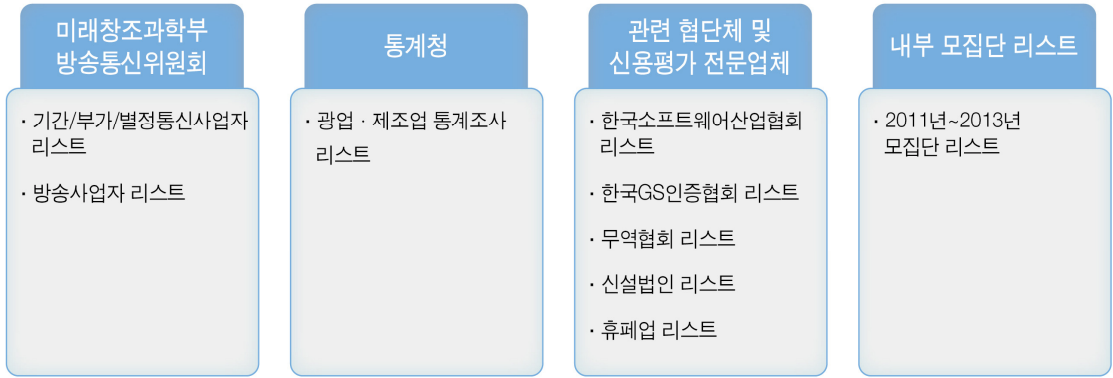 미래창조과학부
방송통신위원회
· 기간/부가/별정통신사업자
리스트
· 방송사업자 리스트
통계청
· 광업 · 제조업 통계조사
리스트
관련 협단체 및
신용평가 전문업체
· 한국소프트웨어산업협회
리스트
· 한국GS인증협회 리스트
· 무역협회 리스트
· 신설법인 리스트
· 휴폐업 리스트
내부 모집단 리스트
· 2011년~2013년
모집단 리스트